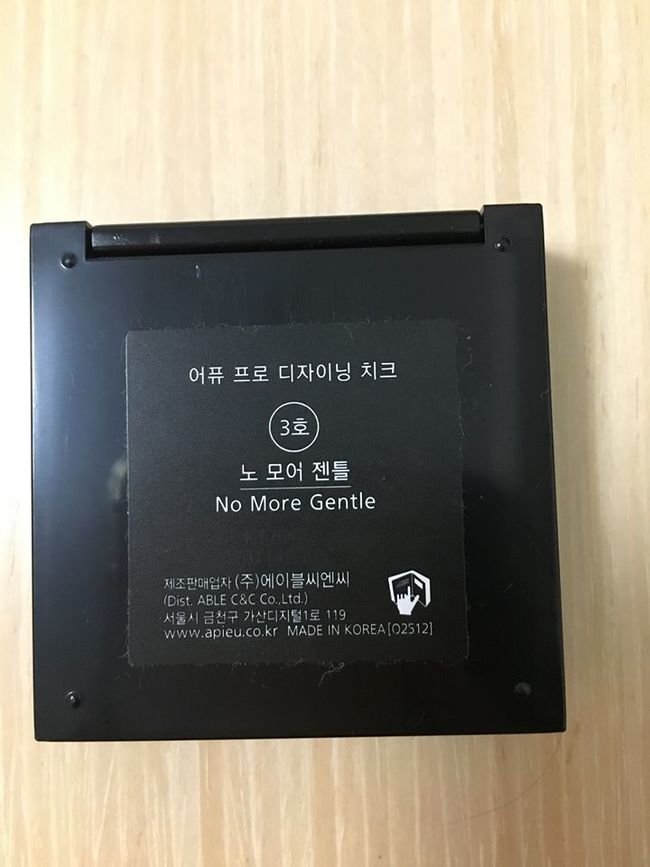 어퓨 프로 디자이닝 치크
3호
노 모어 젠틀
No More Gentle
제조판매업자 (주)에이블씨엔씨
(Dist. ABLE C&C Co.,Ltd.)
서울시 금천구 가산디지털1로 119
www.apieu.co.kr MADE IN KOREA[O2512]